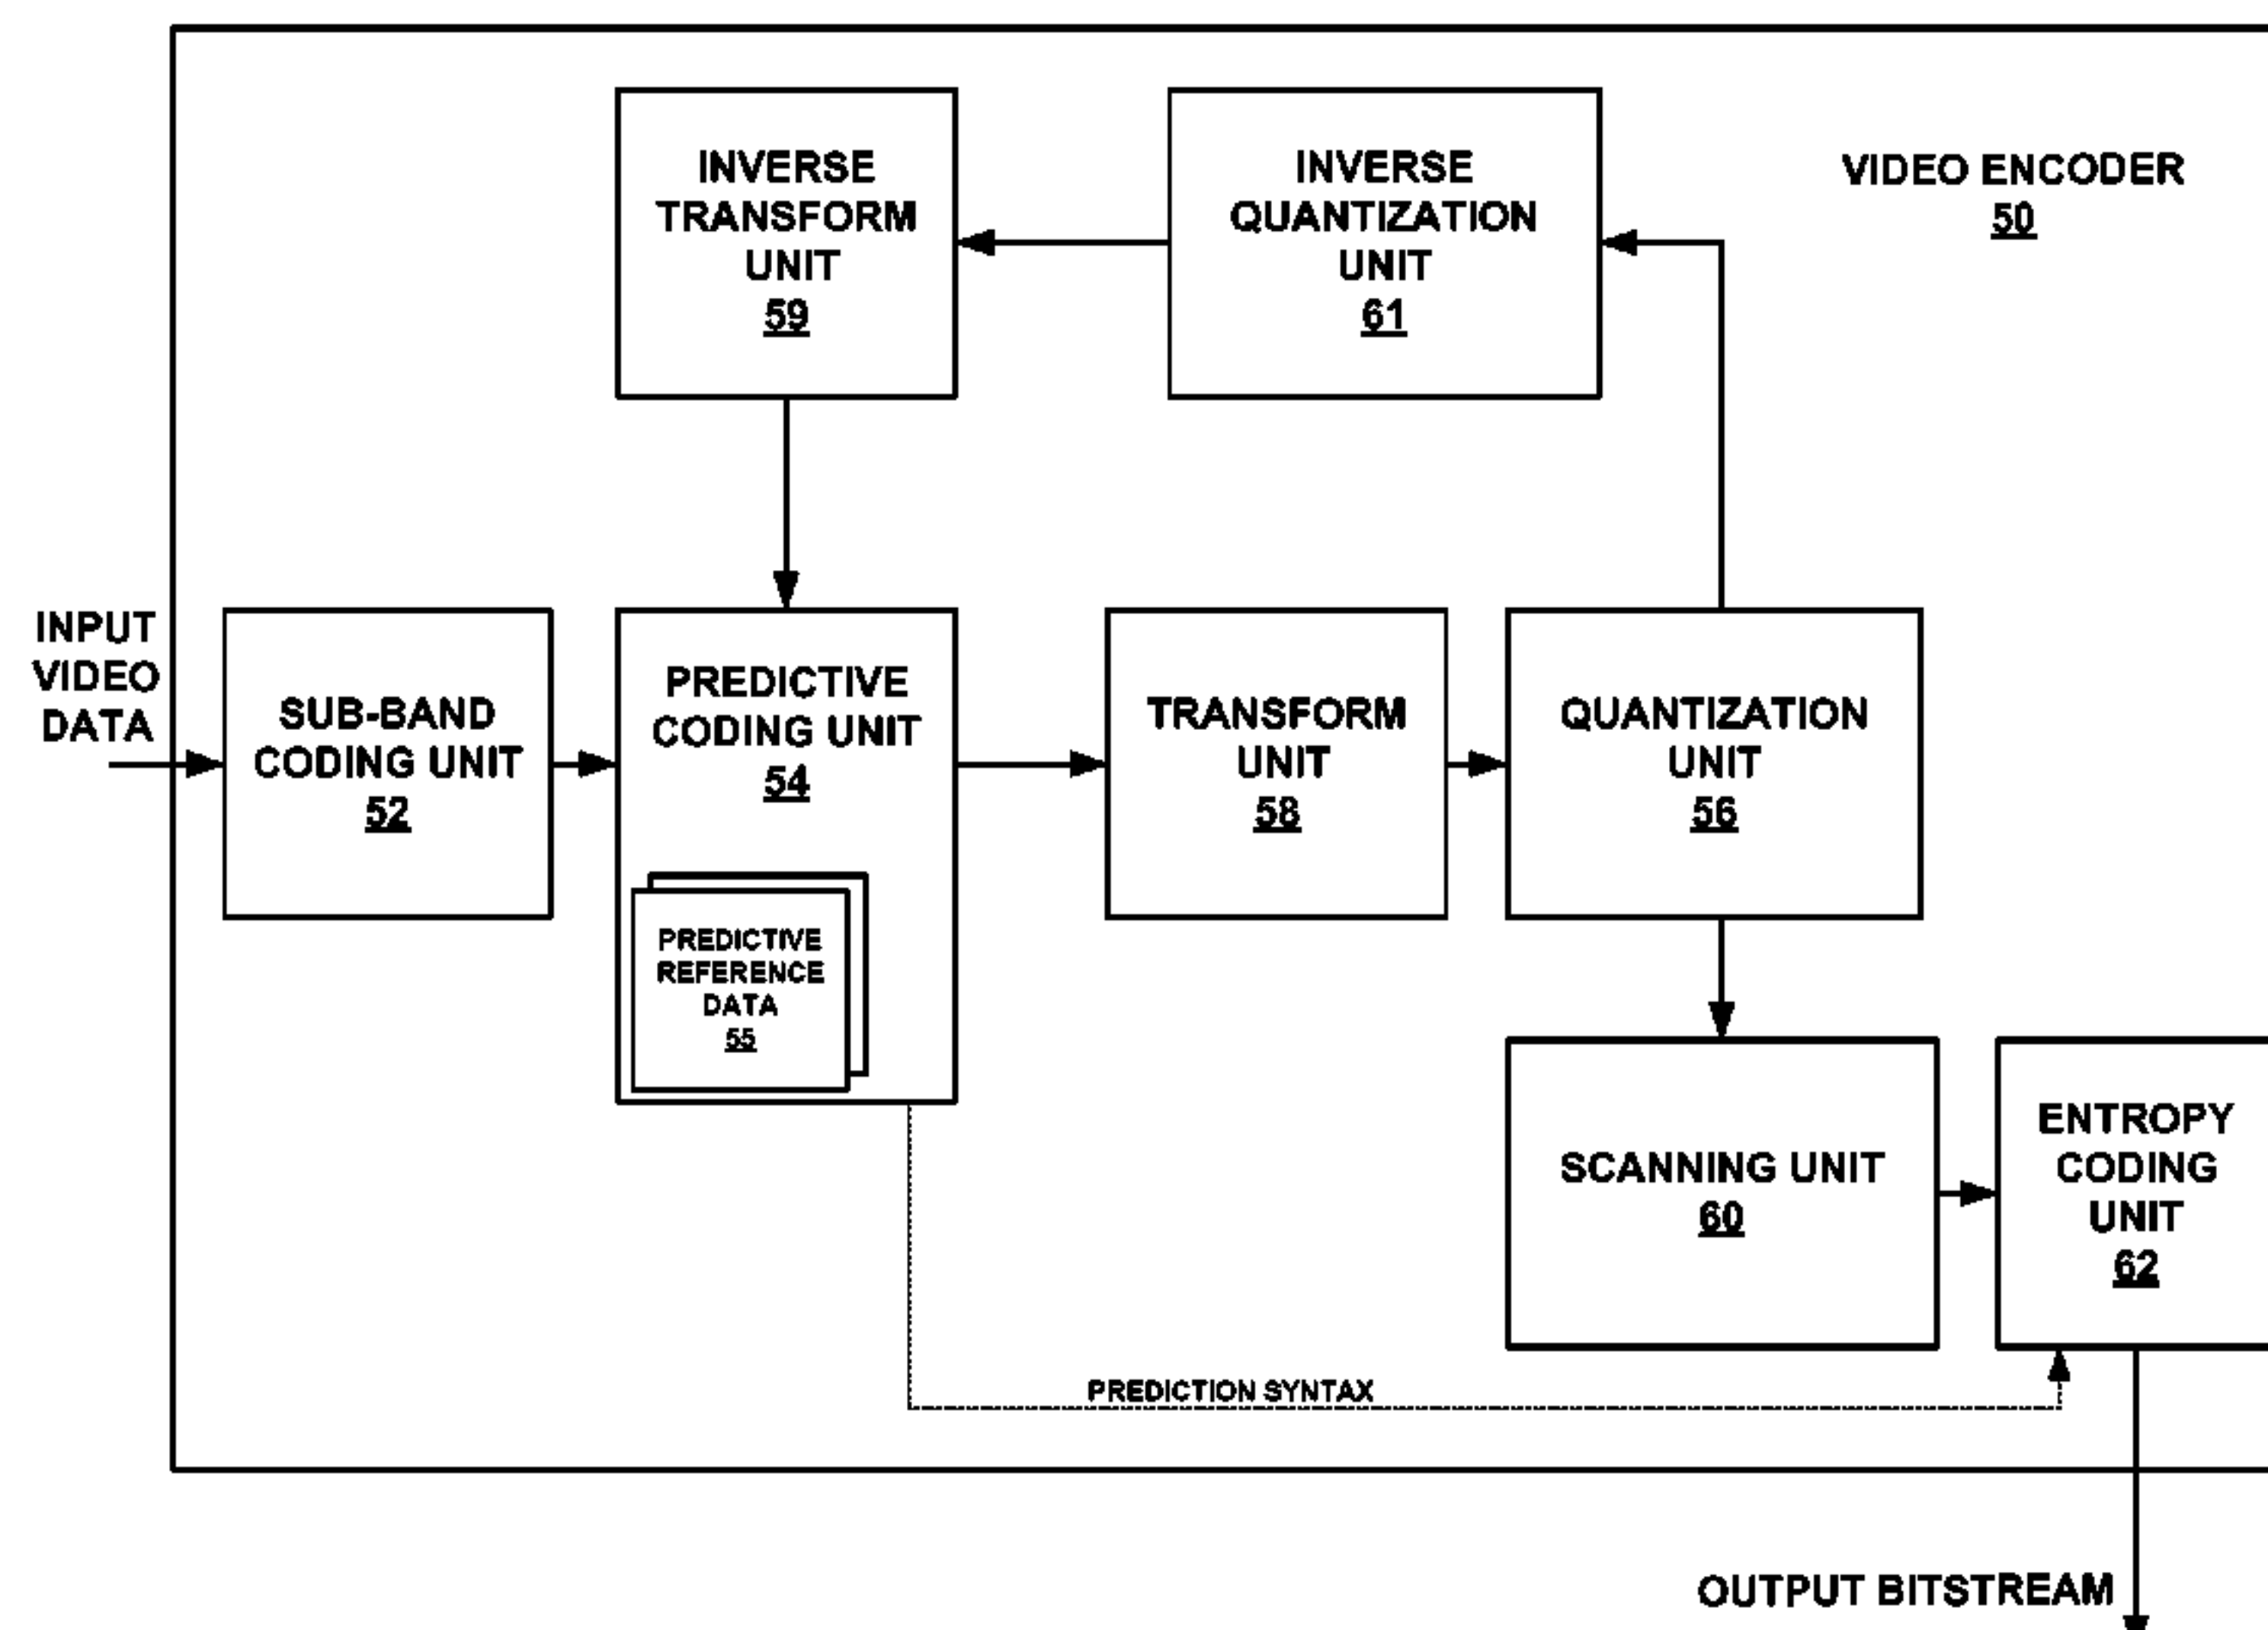 INVERSE
TRANSFORM
UNIT
59
INVERSE
QUANTIZATION
UNIT
61
VIDEO ENCODER
50
INPUT
VIDEO
DATA
SUB-BAND
CODING UNIT
52
PREDICTIVE
CODING UNIT
54
PREDICTIVE
REFERENCE
DATA
55
TRANSFORM
UNIT
58
QUANTIZATION
UNIT
56
SCANNING UNIT
60
ENTROPY
CODING
UNIT
62
PREDICTION SYNTAX
OUTPUT BITSTREAM